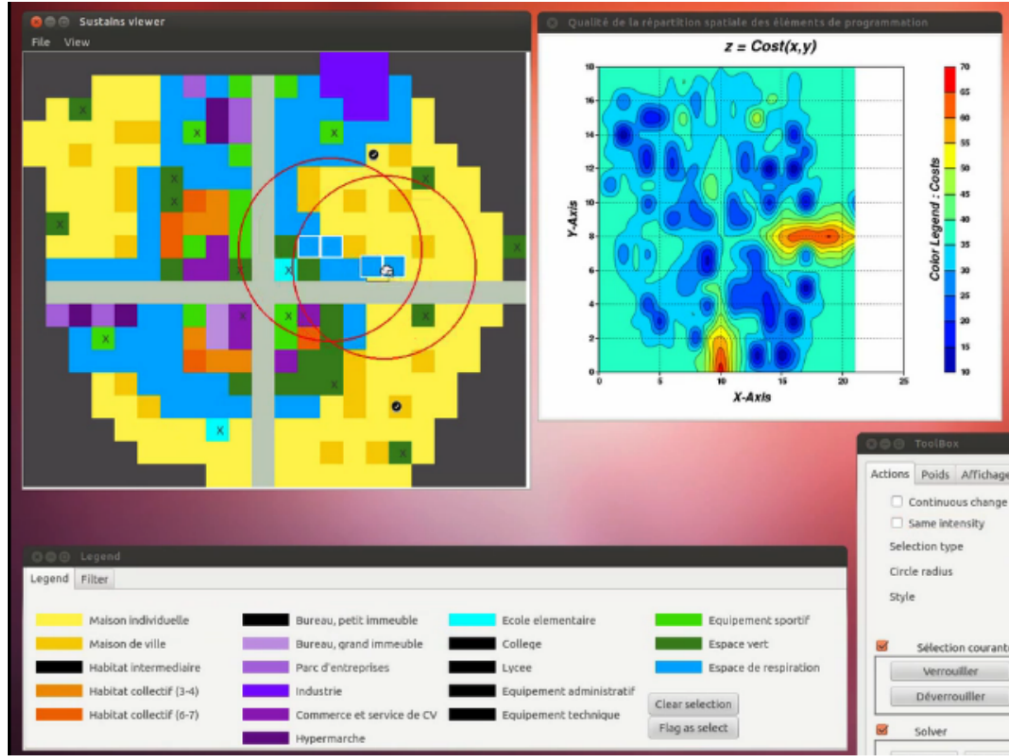 Sustains viewer
File View
Qualité de la répartition spatiale des éléments de programmation
z = Cost(x,y)
18
16
14
12
10
8
6
4
2
0
Y-Axis
0 5 10 15 20 25
X-Axis
70
65
60
55
50
45
40
35
30
25
20
15
10
Color Legend : Costs
X X X X X X X X X X X X X X X X X X X
ToolBox
Actions Poids Affichage
Continuous change
Same intensity
Selection type
Circle radius
Style
Sélection courante
Verrouiller
Déverrouiller
Solver
Legend
Legend Filter
Maison individuelle
Maison de ville
Habitat intermediaire
Habitat collectif (3-4)
Habitat collectif (6-7)
Bureau, petit immeuble
Bureau, grand immeuble
Parc d'entreprises
Industrie
Commerce et service de CV
Hypermarche
Ecole elementaire
College
Lycee
Equipement administratif
Equipement technique
Equipement sportif
Espace vert
Espace de respiration
Clear selection
Flag as select